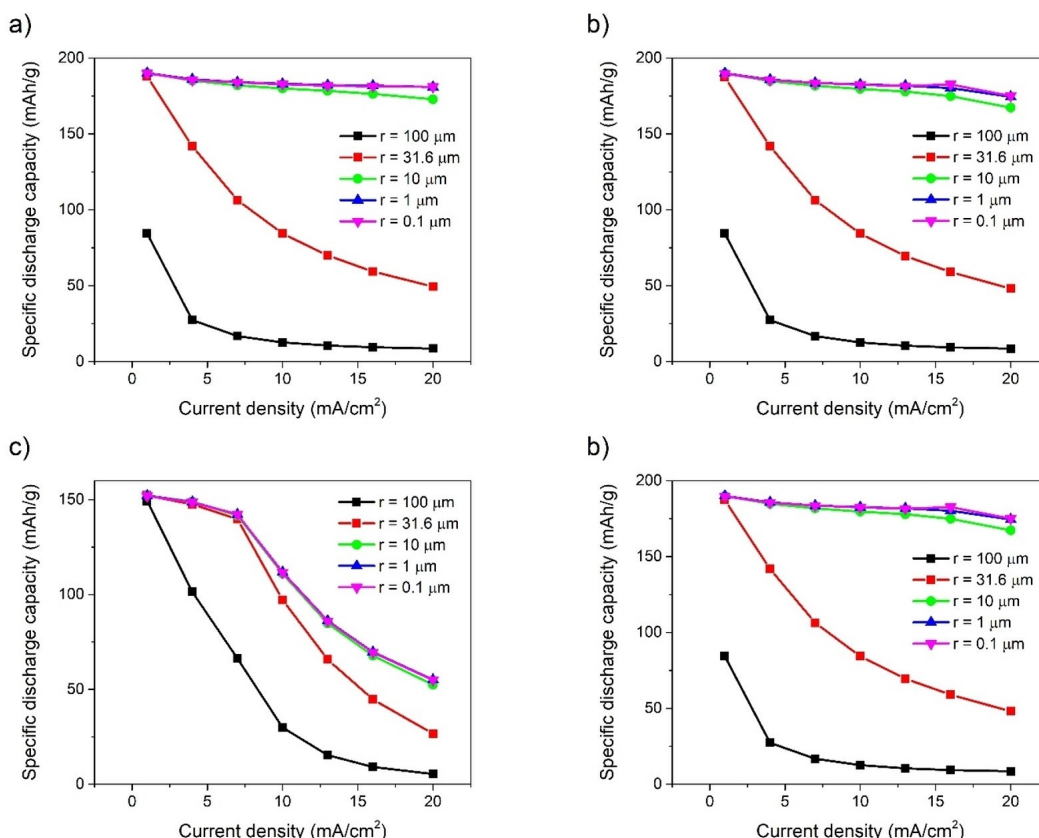 a)
Specific discharge capacity (mAh/g)
200
150
100
50
0
r = 100 μm
r = 31.6 μm
r = 10 μm
r = 1 μm
r = 0.1 μm
0 5 10 15 20
Current density (mA/cm²)
b)
Specific discharge capacity (mAh/g)
200
150
100
50
0
r = 100 μm
r = 31.6 μm
r = 10 μm
r = 1 μm
r = 0.1 μm
0 5 10 15 20
Current density (mA/cm²)
c)
Specific discharge capacity (mAh/g)
150
100
50
0
r = 100 μm
r = 31.6 μm
r = 10 μm
r = 1 μm
r = 0.1 μm
0 5 10 15 20
Current density (mA/cm²)
b)
Specific discharge capacity (mAh/g)
200
150
100
50
0
r = 100 μm
r = 31.6 μm
r = 10 μm
r = 1 μm
r = 0.1 μm
0 5 10 15 20
Current density (mA/cm²)